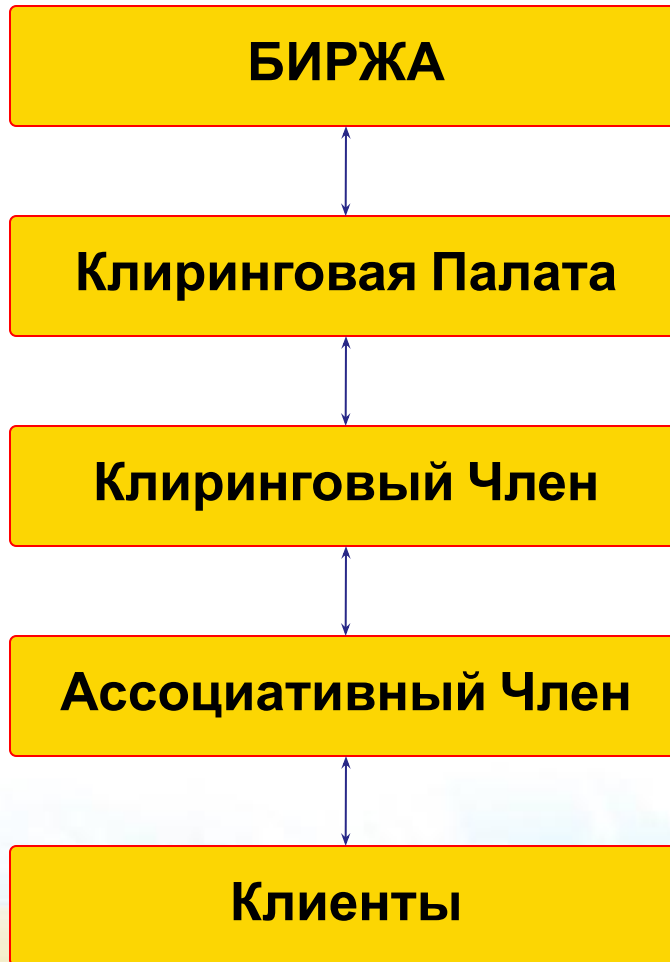 БИРЖА
Клиринговая Палата
Клиринговый Член
Ассоциативный Член
Клиенты